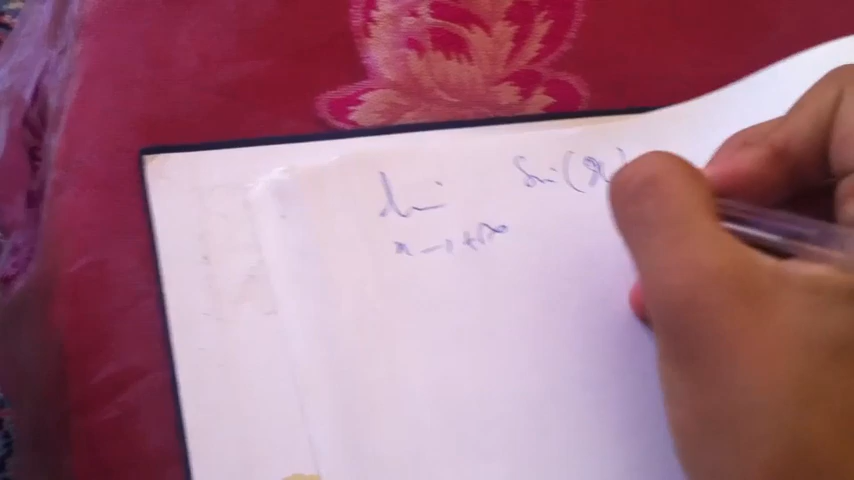 lim sin(x)
x→+∞